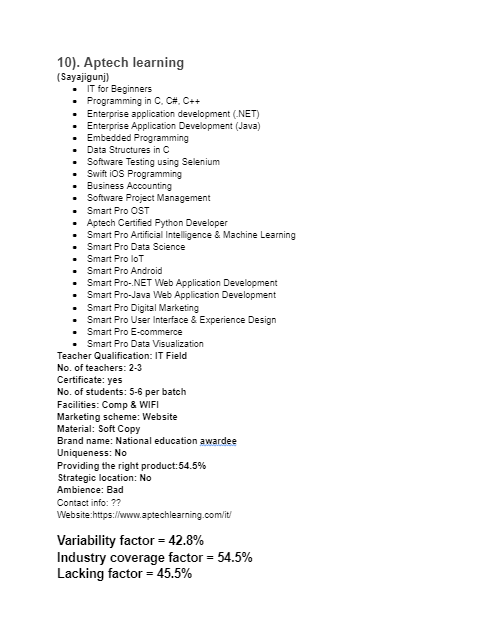 10). Aptech learning
(Sayajigunj)
• IT for Beginners
• Programming in C, C#, C++
• Enterprise application development (.NET)
• Enterprise Application Development (Java)
• Embedded Programming
• Data Structures in C
• Software Testing using Selenium
• Swift iOS Programming
• Business Accounting
• Software Project Management
• Smart Pro OST
• Aptech Certified Python Developer
• Smart Pro Artificial Intelligence & Machine Learning
• Smart Pro Data Science
• Smart Pro IoT
• Smart Pro Android
• Smart Pro-.NET Web Application Development
• Smart Pro-Java Web Application Development
• Smart Pro Digital Marketing
• Smart Pro User Interface & Experience Design
• Smart Pro E-commerce
• Smart Pro Data Visualization
Teacher Qualification: IT Field
No. of teachers: 2-3
Certificate: yes
No. of students: 5-6 per batch
Facilities: Comp & WIFI
Marketing scheme: Website
Material: Soft Copy
Brand name: National education awardee
Uniqueness: No
Providing the right product:54.5%
Strategic location: No
Ambience: Bad
Contact info: ??
Website:https://www.aptechlearning.com/it/
Variability factor = 42.8%
Industry coverage factor = 54.5%
Lacking factor = 45.5%